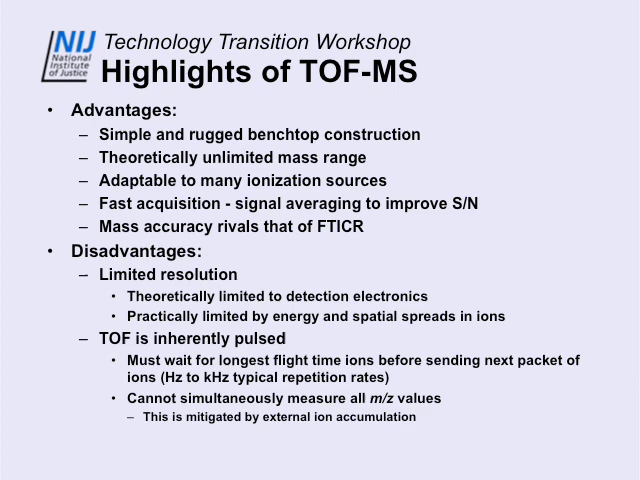 NIJ
National
Institute
of Justice
Technology Transition Workshop
Highlights of TOF-MS
• Advantages:
– Simple and rugged benchtop construction
– Theoretically unlimited mass range
– Adaptable to many ionization sources
– Fast acquisition - signal averaging to improve S/N
– Mass accuracy rivals that of FTICR
• Disadvantages:
– Limited resolution
• Theoretically limited to detection electronics
• Practically limited by energy and spatial spreads in ions
– TOF is inherently pulsed
• Must wait for longest flight time ions before sending next packet of
ions (Hz to kHz typical repetition rates)
• Cannot simultaneously measure all m/z values
– This is mitigated by external ion accumulation